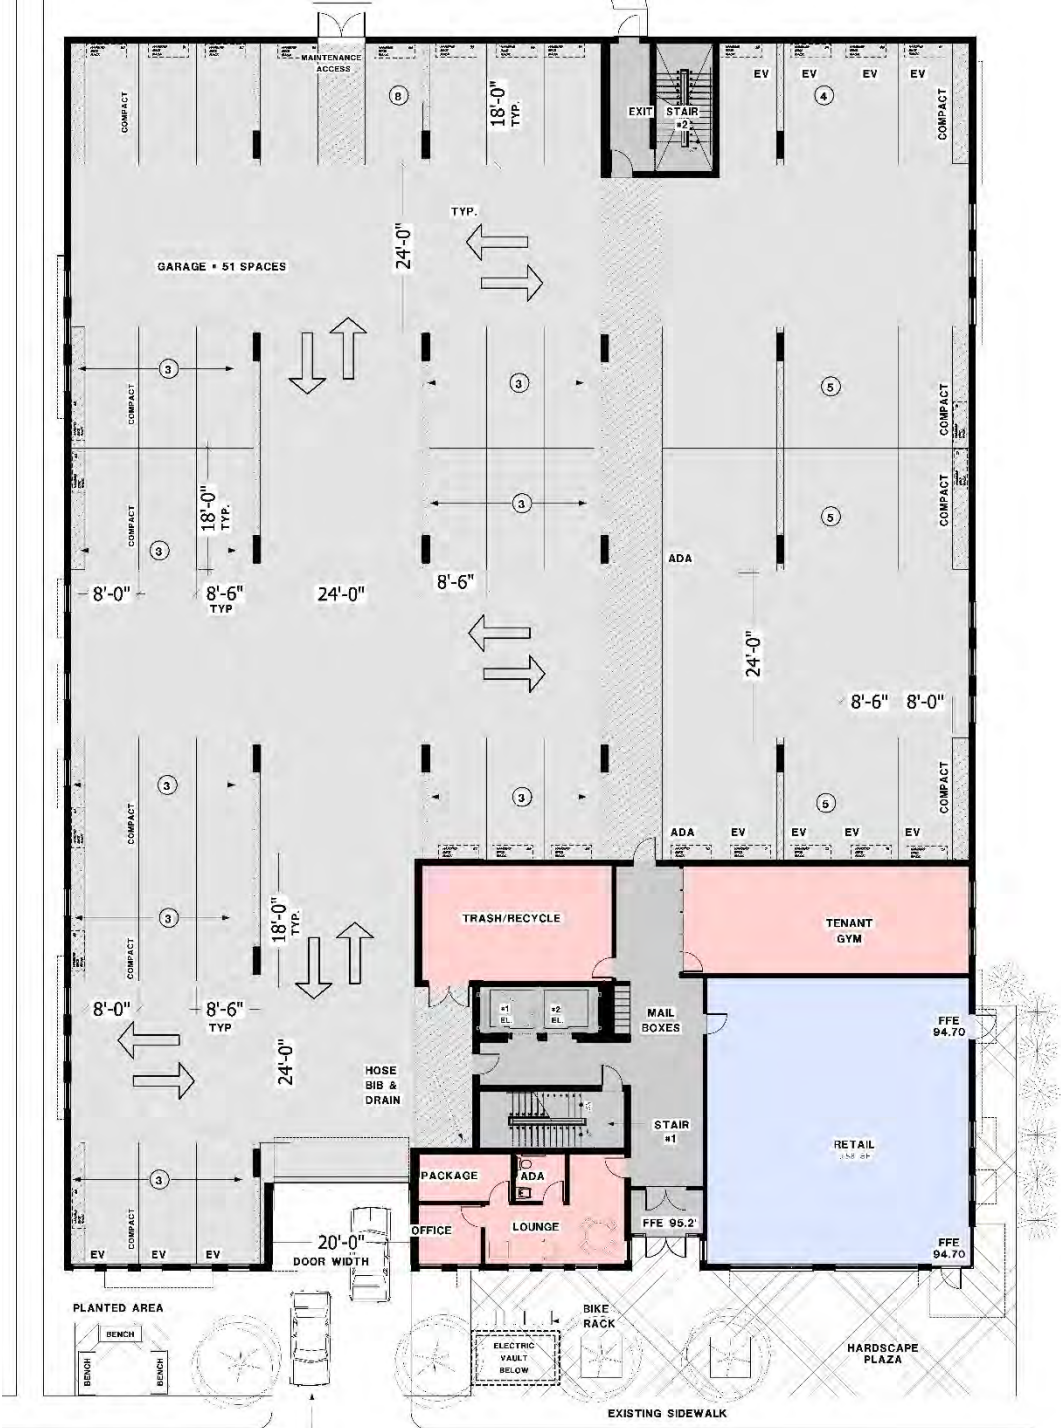 MAINTENANCE
ACCESS
COMPACT
8
18'-0"
TYP.
EXIT
STAIR
#2
EV
EV
EV
EV
4
COMPACT
TYP.
24'-0"
GARAGE = 51 SPACES
3
COMPACT
3
5
COMPACT
18'-0"
TYP.
COMPACT
3
3
5
COMPACT
ADA
8'-0"
8'-6"
TYP
24'-0"
8'-6"
24'-0"
8'-6"
8'-0"
3
COMPACT
3
5
COMPACT
ADA
EV
EV
EV
EV
3
COMPACT
18'-0"
TYP.
TRASH/RECYCLE
TENANT
GYM
8'-0"
8'-6"
TYP
24'-0"
#1
EL.
#2
EL.
MAIL
BOXES
FFE
94.70
HOSE
BIB &
DRAIN
STAIR
#1
RETAIL
3
COMPACT
PACKAGE
ADA
OFFICE
LOUNGE
FFE 95.2'
EV
EV
EV
20'-0"
DOOR WIDTH
FFE
94.70
PLANTED AREA
BENCH
BENCH
BENCH
BIKE
RACK
ELECTRIC
VAULT
BELOW
HARDSCAPE
PLAZA
EXISTING SIDEWALK